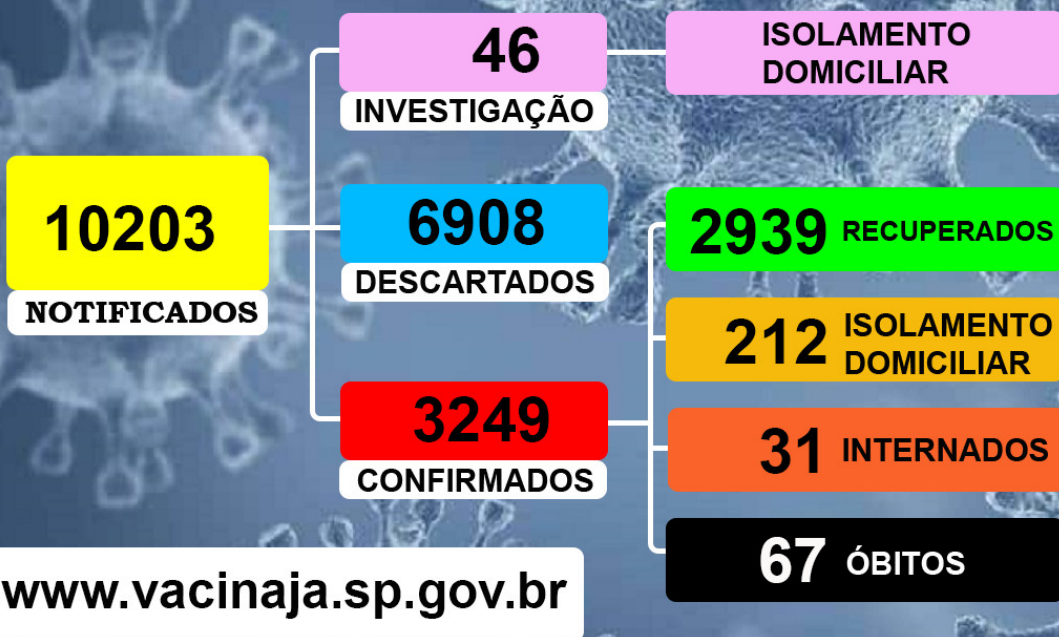 46
INVESTIGAÇÃO
ISOLAMENTO
DOMICILIAR
10203
NOTIFICADOS
6908
DESCARTADOS
3249
CONFIRMADOS
2939 RECUPERADOS
212 ISOLAMENTO
DOMICILIAR
31 INTERNADOS
67 ÓBITOS
www.vacinaja.sp.gov.br